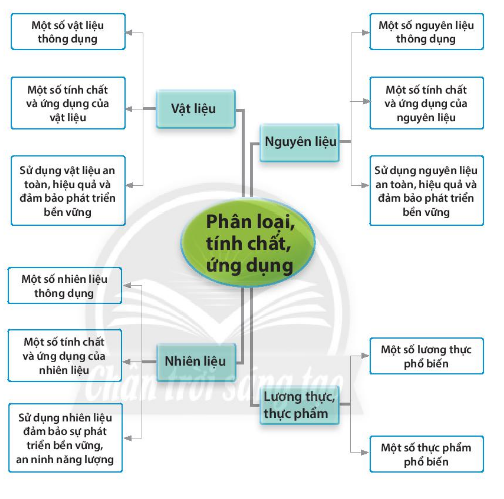 Một số vật liệu
thông dụng
Một số tính chất
và ứng dụng của
vật liệu
Sử dụng vật liệu an
toàn, hiệu quả và
đảm bảo phát triển
bền vững
Vật liệu
Một số nguyên liệu
thông dụng
Một số tính chất
và ứng dụng của
nguyên liệu
Sử dụng nguyên liệu
an toàn, hiệu quả và
đảm bảo phát triển
bền vững
Nguyên liệu
Phân loại,
tính chất,
ứng dụng
Một số nhiên liệu
thông dụng
Một số tính chất
và ứng dụng của
nhiên liệu
Sử dụng nhiên liệu
đảm bảo sự phát
triển bền vững,
an ninh năng lượng
Nhiên liệu
Lương thực,
thực phẩm
Một số lương thực
phổ biến
Một số thực phẩm
phổ biến
Chân trời sáng tạo